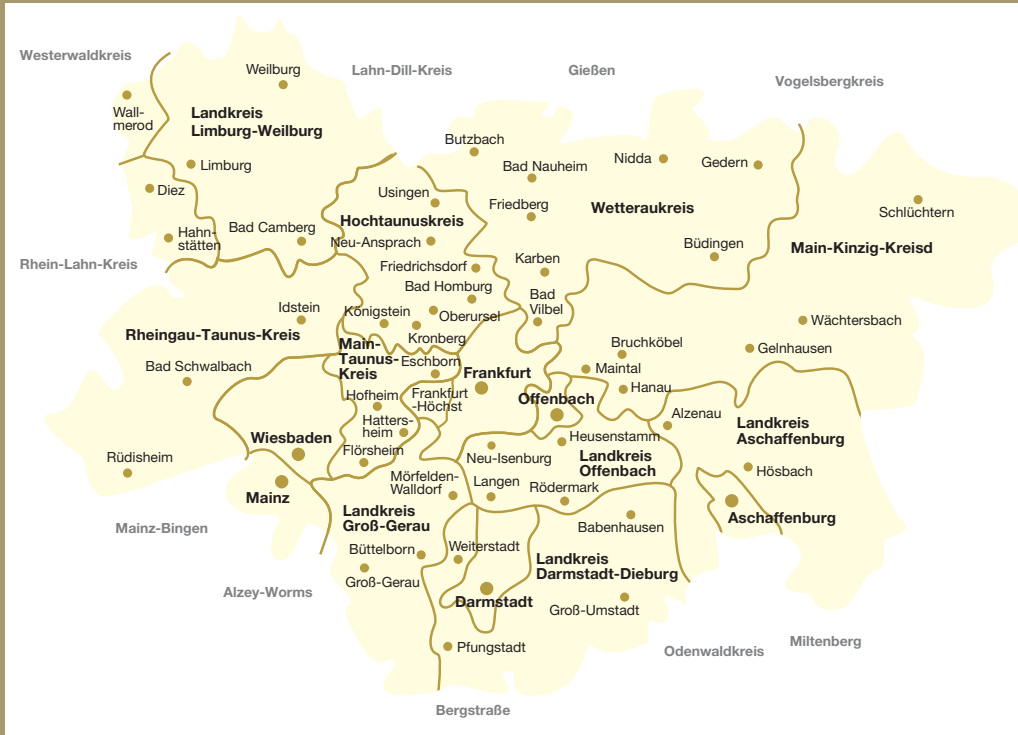 Westerwaldkreis
Weilburg
Lahn-Dill-Kreis
Gießen
Vogelsbergkreis
Wall-
merod
Landkreis
Limburg-Weilburg
Butzbach
Bad Nauheim
Nidda
Gedern
Limburg
Diez
Usingen
Friedberg
Wetteraukreis
Schlüchtern
Hochtaunuskreis
Bad Camberg
Hahn-
stätten
Neu-Ansprach
Büdingen
Main-Kinzig-Kreisd
Rhein-Lahn-Kreis
Friedrichsdorf
Karben
Bad Homburg
Bad
Vilbel
Idstein
Königstein
Oberursel
Wächtersbach
Rheingau-Taunus-Kreis
Kronberg
Main-
Taunus-
Kreis
Bruchköbel
Gelnhausen
Bad Schwalbach
Eschborn
Frankfurt
Maintal
Hofheim
Frankfurt
-Höchst
Offenbach
Hanau
Alzenau
Hatters-
heim
Landkreis
Aschaffenburg
Wiesbaden
Heusenstamm
Flörsheim
Neu-Isenburg
Landkreis
Offenbach
Rüdisheim
Hösbach
Mainz
Mörfelden-
Walldorf
Langen
Rödermark
Landkreis
Groß-Gerau
Babenhausen
Aschaffenburg
Mainz-Bingen
Büttelborn
Weiterstadt
Landkreis
Darmstadt-Dieburg
Groß-Gerau
Alzey-Worms
Darmstadt
Groß-Umstadt
Pfungstadt
Odenwaldkreis
Miltenberg
Bergstraße